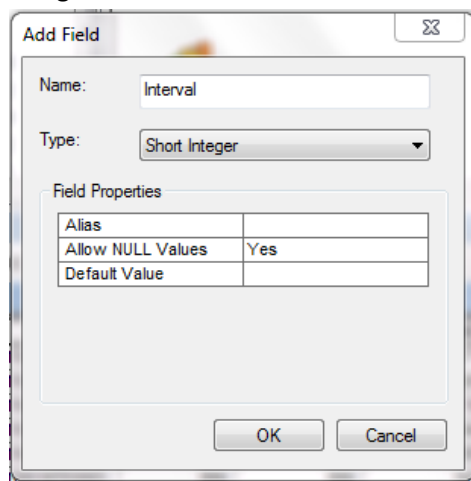 Add Field
Name: Interval
Type: Short Integer
Field Properties
Alias
Allow NULL Values Yes
Default Value
OK Cancel